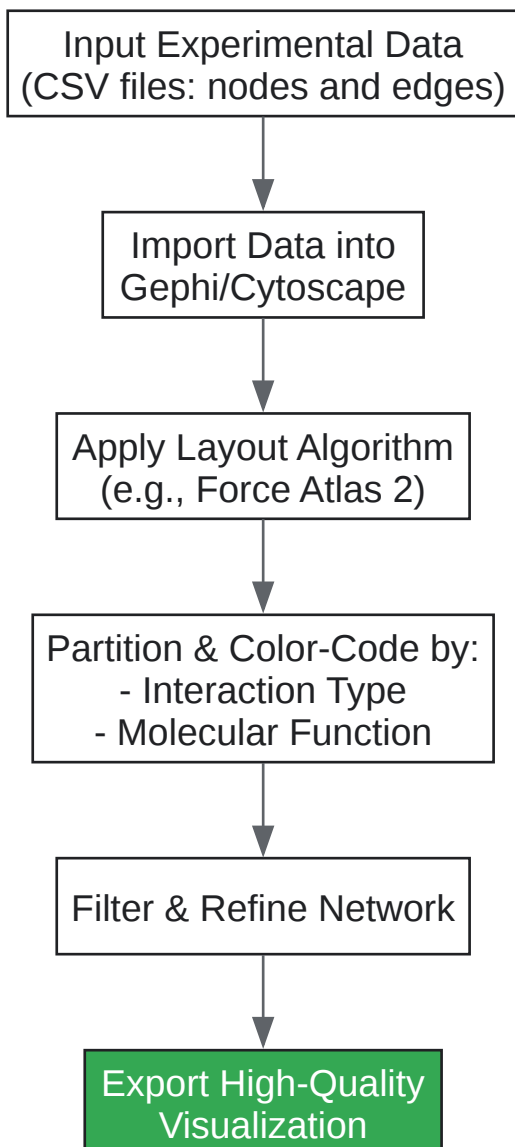 Input Experimental Data
(CSV files: nodes and edges)
Import Data into
Gephi/Cytoscape
Apply Layout Algorithm
(e.g., Force Atlas 2)
Partition & Color-Code by:
- Interaction Type
- Molecular Function
Filter & Refine Network
Export High-Quality
Visualization